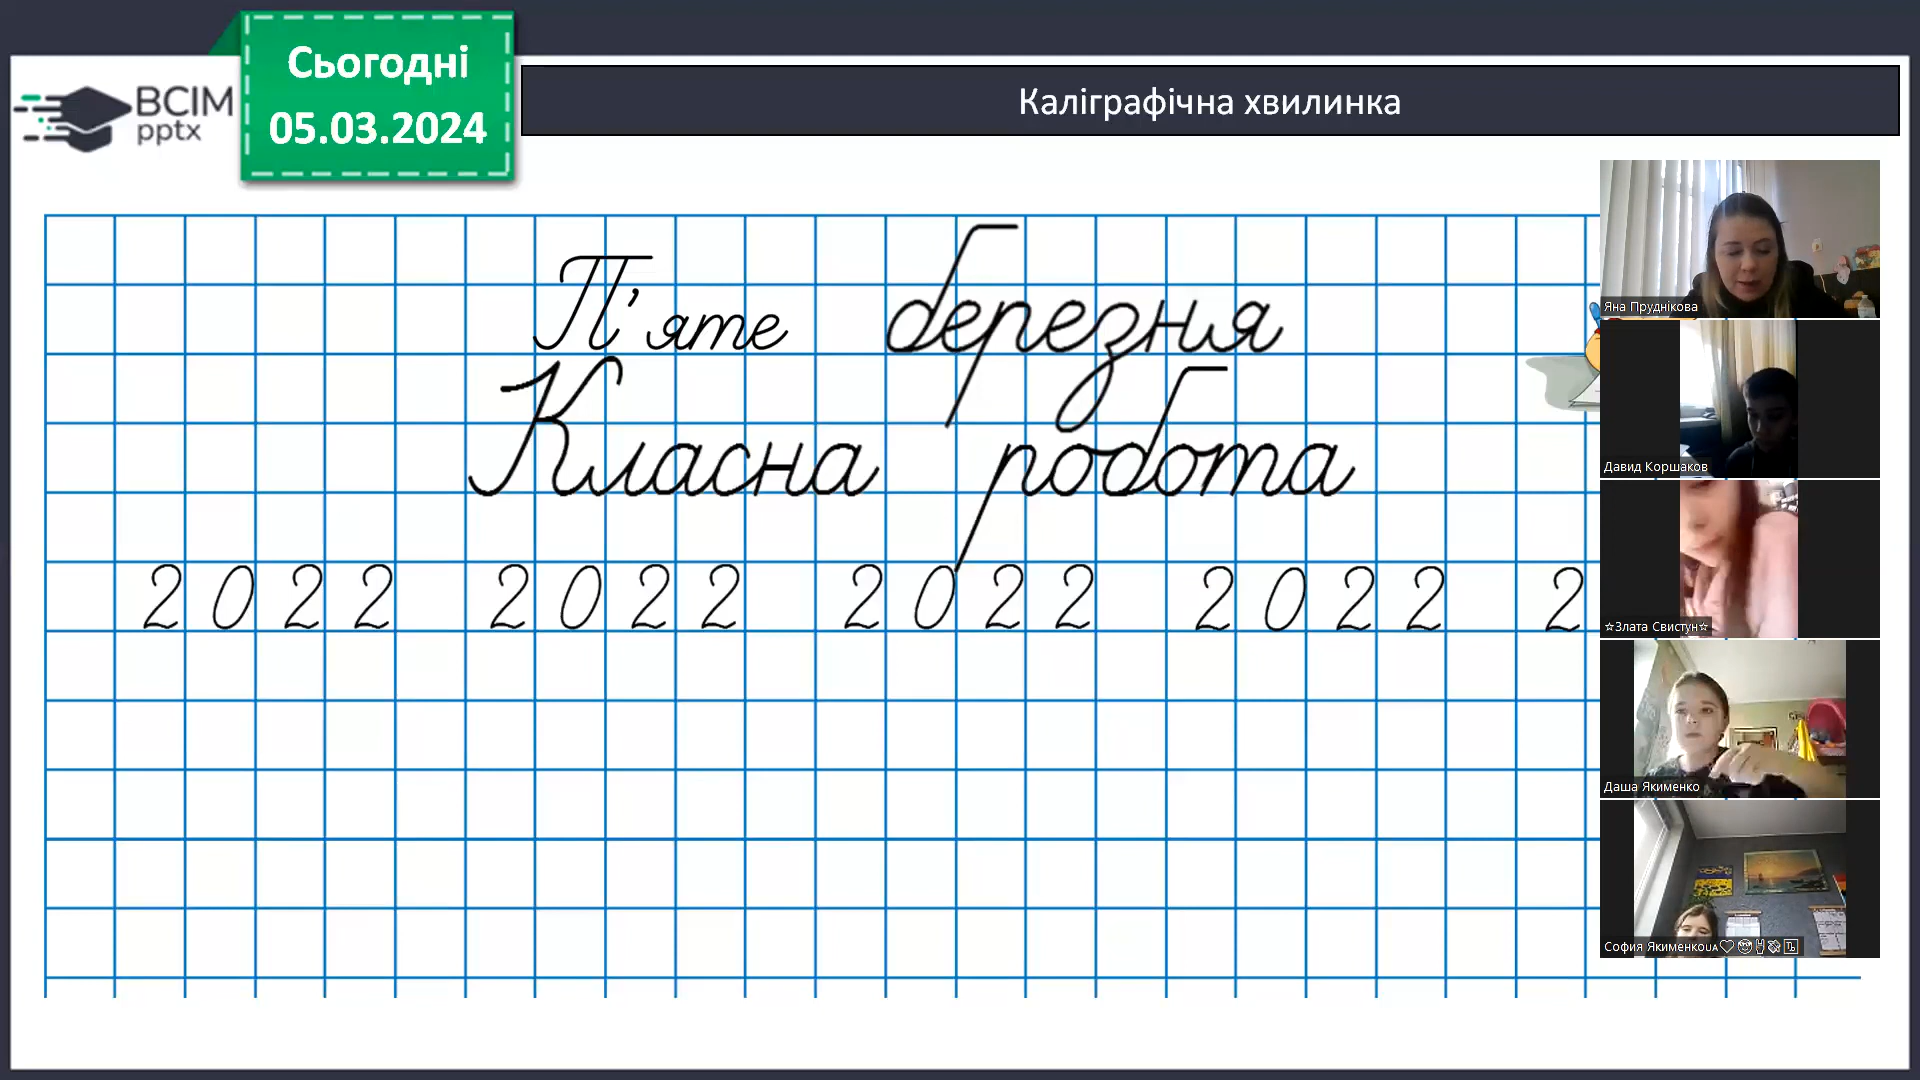 ВСІМ
pptx
Сьогодні
05.03.2024
Каліграфічна хвилинка
П'яте березня
Класна робота
2022 2022 2022 2022 2
Яна Пруднікова
Давид Коршаков
☆Злата Свистун☆
Даша Якименко
София Якименко